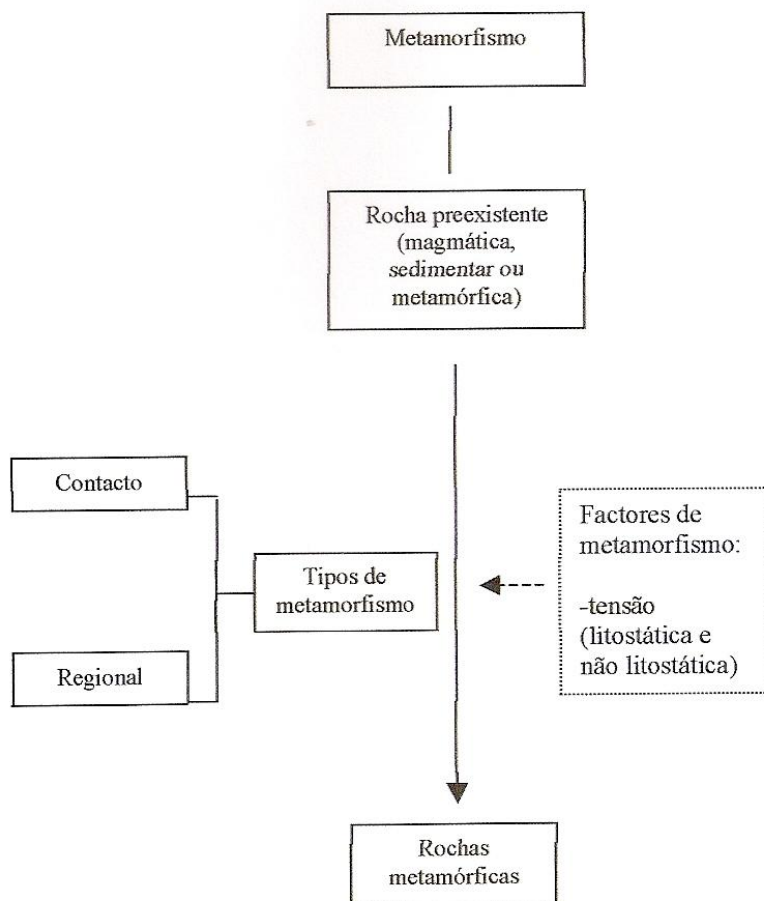 Metamorfismo
Rocha preexistente
(magmática,
sedimentar ou
metamórfica)
Contacto
Tipos de
metamorfismo
Regional
Factores de
metamorfismo:
-tensão
(litostática e
não litostática)
Rochas
metamórficas